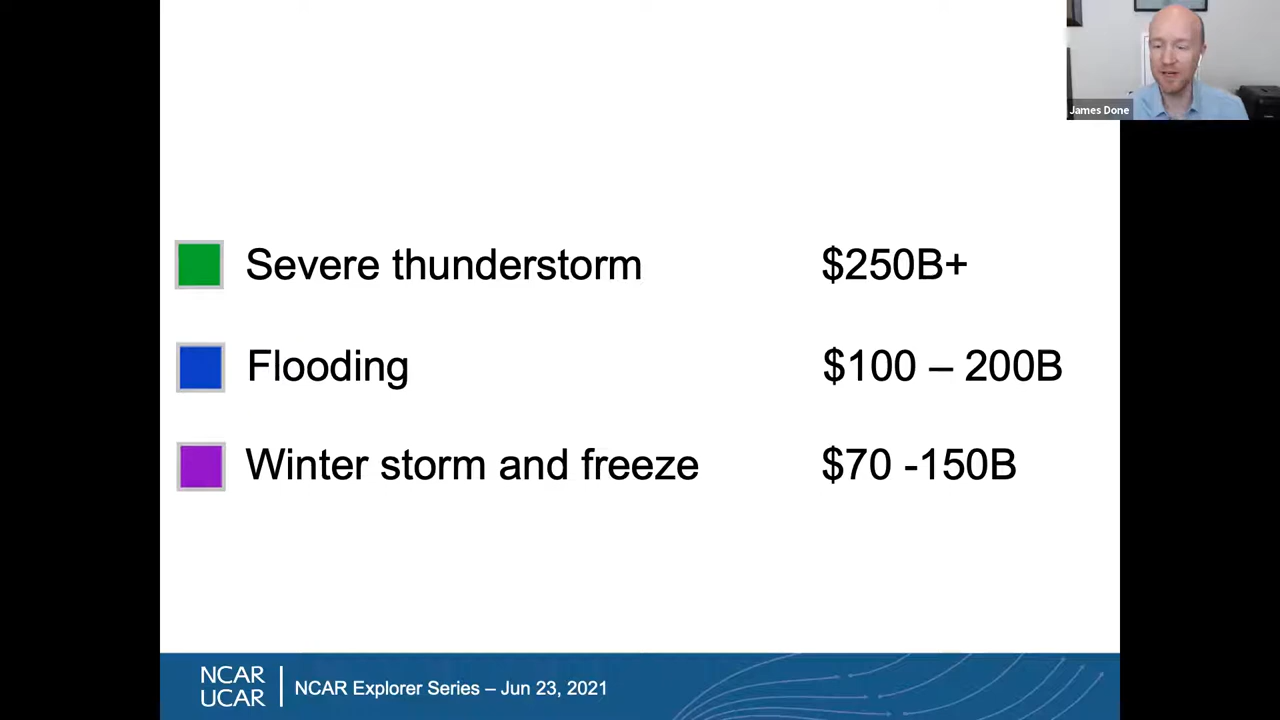 James Done
Severe thunderstorm $250B+
Flooding $100 – 200B
Winter storm and freeze $70 -150B
NCAR
UCAR
NCAR Explorer Series – Jun 23, 2021